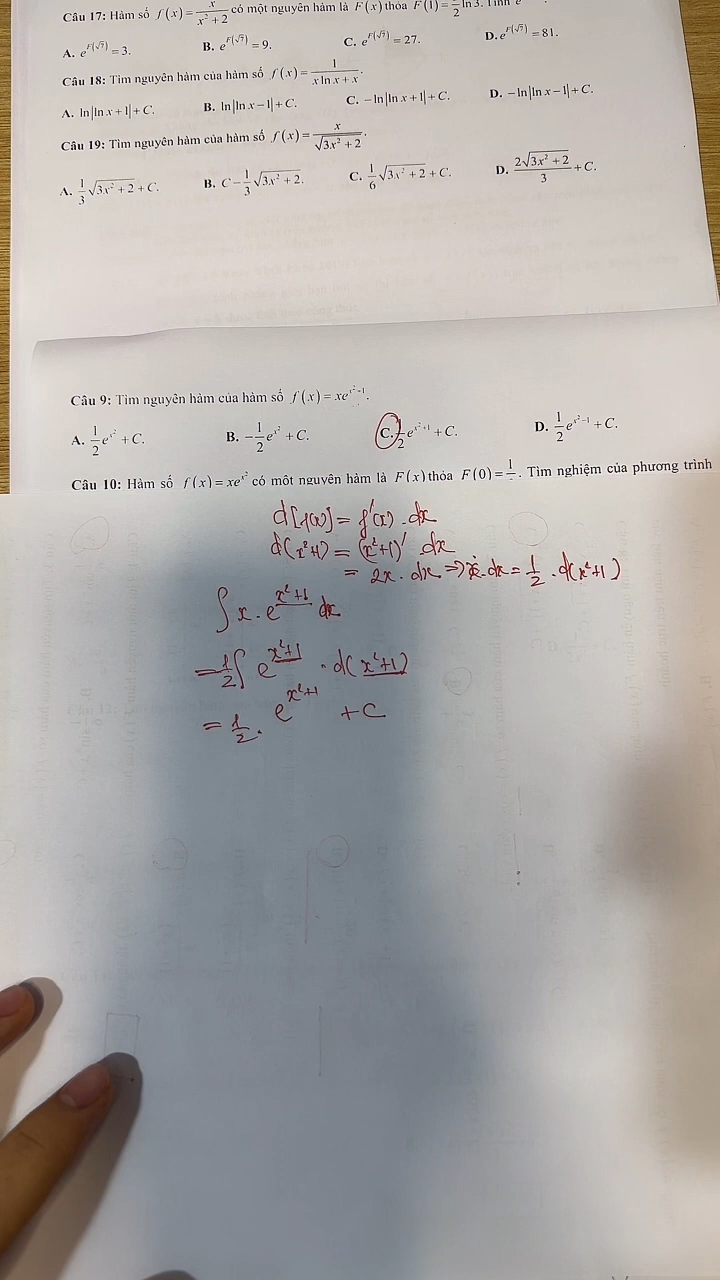 Câu 17: Hàm số f(x) = x/(x² + 2) có một nguyên hàm là F(x) thỏa F(1) = 1/2 ln 3.
A. e^{F(√7)} = 3. B. e^{F(√7)} = 9. C. e^{F(√7)} = 27. D. e^{F(√7)} = 81.
Câu 18: Tìm nguyên hàm của hàm số f(x) = 1/(x ln x + x).
A. ln|ln x + 1| + C. B. ln|ln x − 1| + C. C. − ln|ln x + 1| + C. D. − ln|ln x − 1| + C.
Câu 19: Tìm nguyên hàm của hàm số f(x) = x/√(3x² + 2).
A. 1/3 √(3x² + 2) + C. B. C − 1/3 √(3x² + 2). C. 1/6 √(3x² + 2) + C. D. 2√(3x² + 2)/3 + C.
Câu 9: Tìm nguyên hàm của hàm số f(x) = xe^{x²+1}.
A. 1/2 e^{x²} + C. B. − 1/2 e^{x²} + C. C. 1/2 e^{x²+1} + C. D. 1/2 e^{x²−1} + C.
Câu 10: Hàm số f(x) = xe^{x²} có một nguyên hàm là F(x) thỏa F(0) = 1/. Tìm nghiệm của phương trình
d[f(x)] = f'(x) . dx
d(x²+1) = (x²+1)' . dx
= 2x . dx ⇒ x . dx = 1/2 . d(x²+1)
∫ x . e^{x²+1} dx
= 1/2 ∫ e^{x²+1} . d(x²+1)
= 1/2 . e^{x²+1} + C